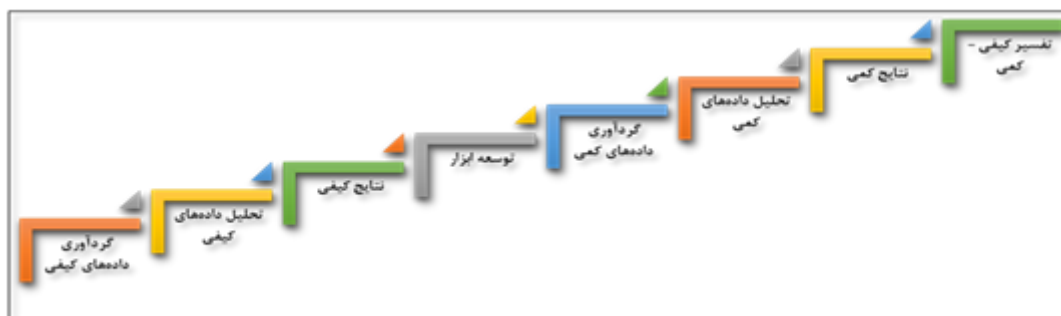 گردآوری
داده‌های کیفی
تحلیل داده‌های
کیفی
نتایج کیفی
توسعه ابزار
گردآوری
داده‌های کمی
تحلیل داده‌های
کمی
نتایج کمی
تفسیر کیفی –
کمی